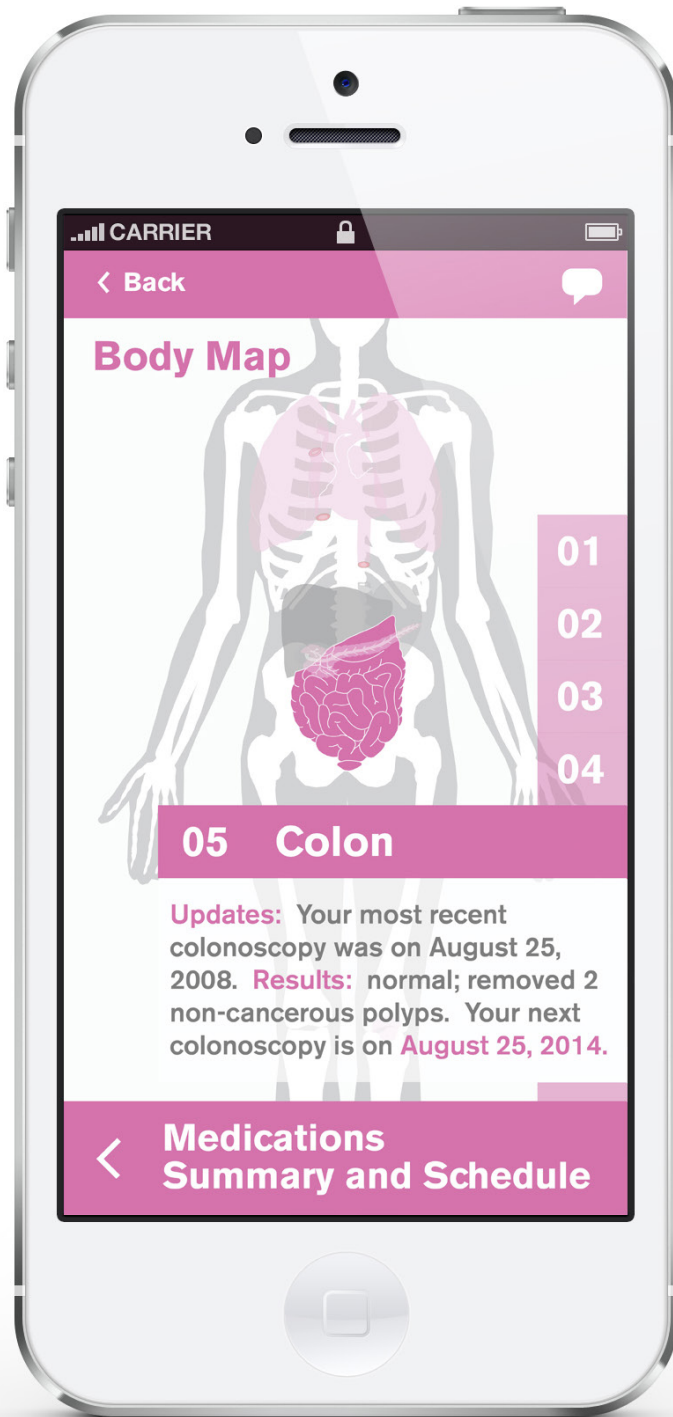 CARRIER
Back
Body Map
01
02
03
04
05 Colon
Updates: Your most recent
colonoscopy was on August 25,
2008. Results: normal; removed 2
non-cancerous polyps. Your next
colonoscopy is on August 25, 2014.
Medications
Summary and Schedule